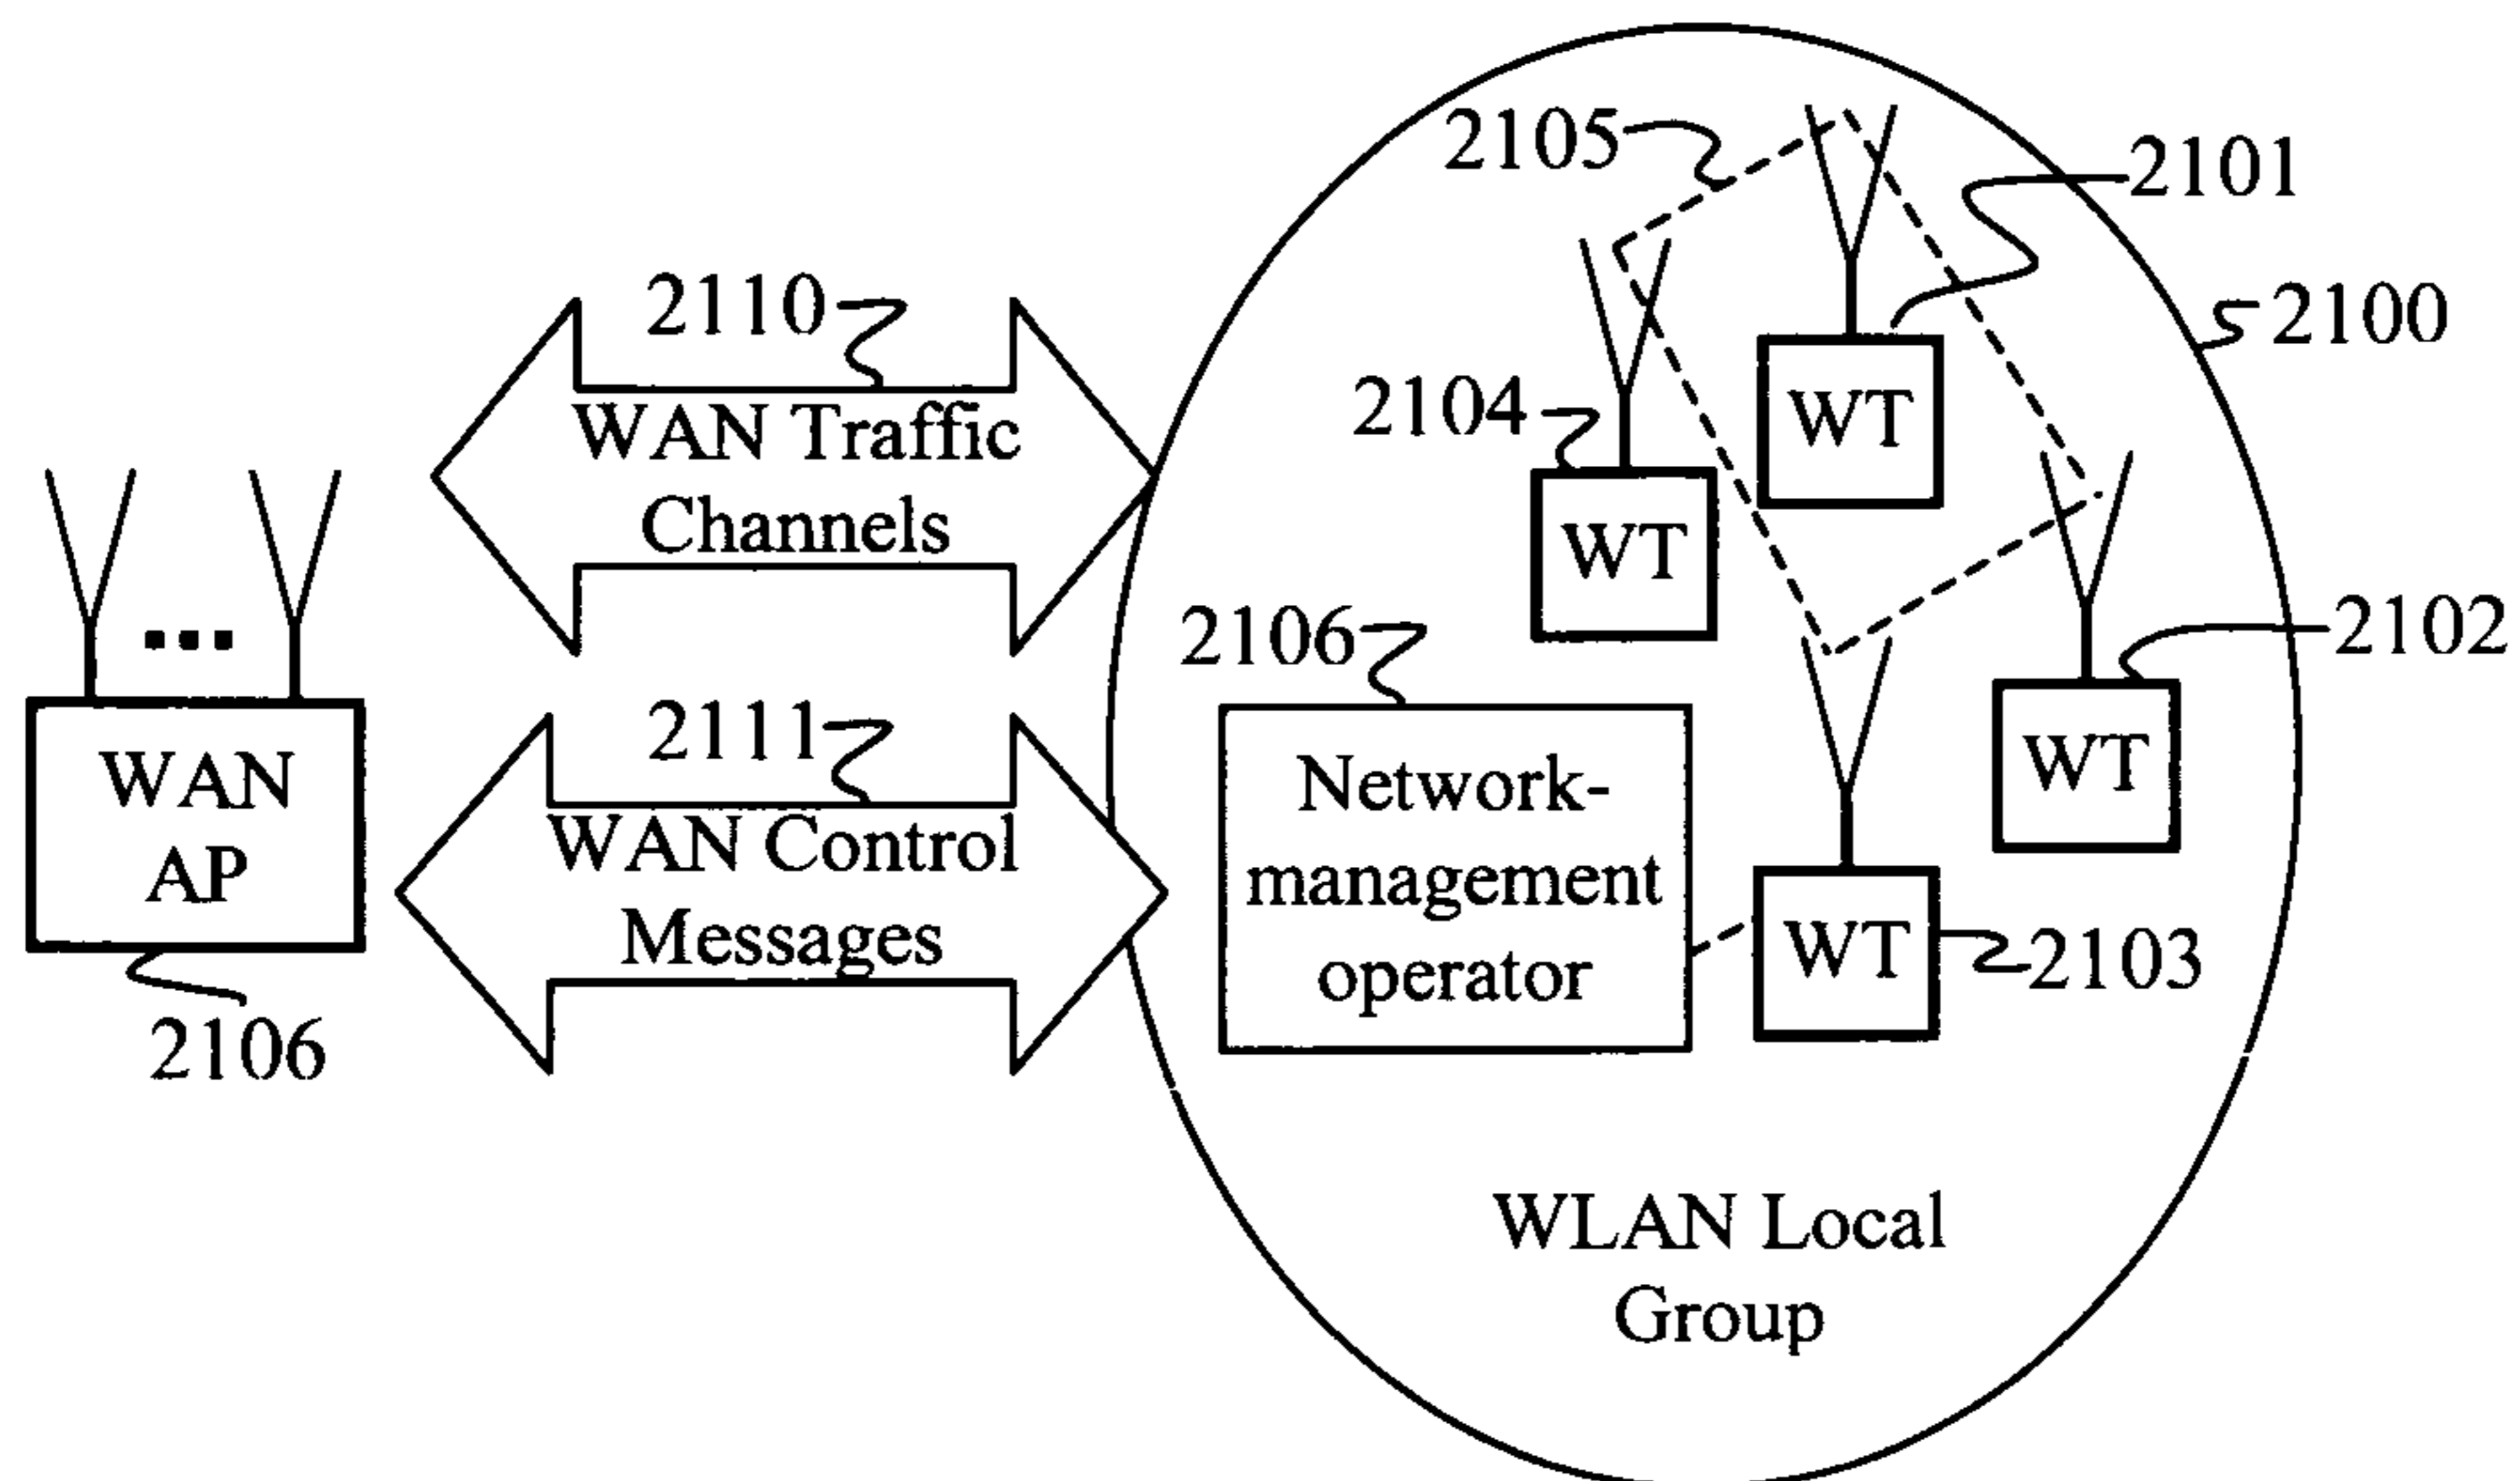 2105
2101
2110
2100
WAN Traffic
Channels
2104
WT
WT
2106
2102
WAN
AP
2111
WAN Control
Messages
Network-
management
operator
WT
WT
2103
2106
WLAN Local
Group